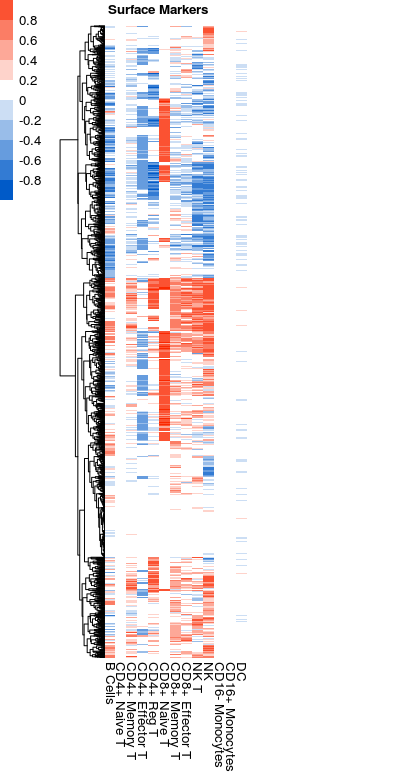 Surface Markers
0.8
0.6
0.4
0.2
0
-0.2
-0.4
-0.6
-0.8
B Cells
CD4+ Naive T
CD4+ Memory T
CD4+ Effector T
CD4+ Reg T
CD8+ Naive T
CD8+ Memory T
CD8+ Effector T
NK T
NK
CD16- Monocytes
CD16+ Monocytes
DC